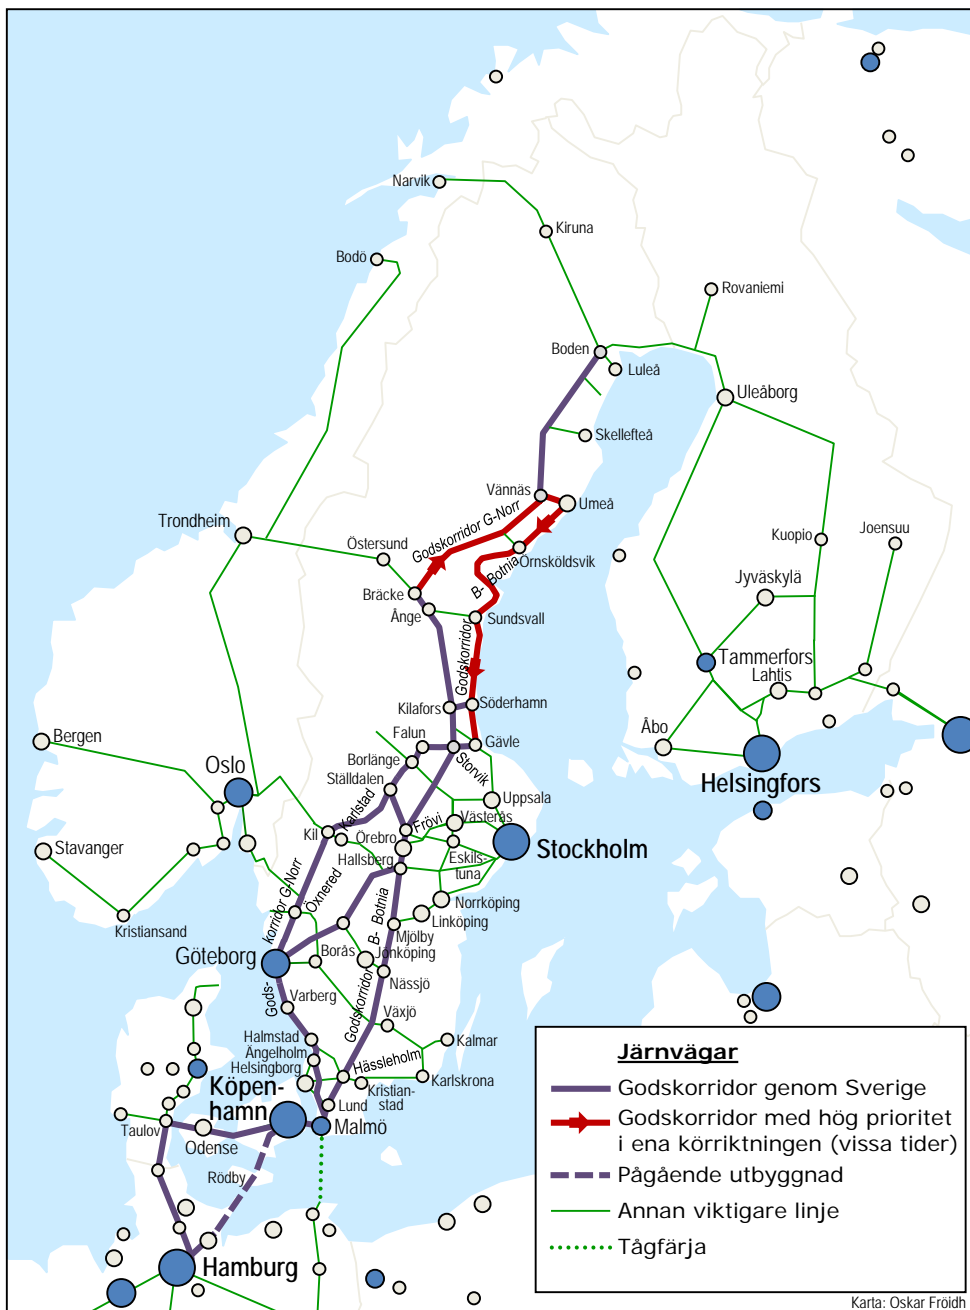 Narvik
Kiruna
Bodö
Rovaniemi
Boden
Luleå
Uleåborg
Skellefteå
Vännäs
Umeå
Godskorridor G-Norr
Trondheim
Östersund
Örnsköldsvik
B- Botnia
Kuopio
Joensuu
Jyväskylä
Bräcke
Ånge
Sundsvall
Godskorridor
Tammerfors
Lahtis
Kilafors
Söderhamn
Åbo
Helsingfors
Bergen
Falun
Gävle
Storvik
Borlänge
Oslo
Ställdalen
Uppsala
Karlstad
Frövi
Västerås
Kil
Örebro
Stockholm
Stavanger
Hallsberg
Eskils-
tuna
Öxnered
korridor G-Norr
Gods-
Norrköping
Linköping
Kristiansand
B- Botnia
Godskorridor
Mjölby
Göteborg
Borås
Jönköping
Nässjö
Varberg
Växjö
Halmstad
Kalmar
Ängelholm
Helsingborg
Hässleholm
Karlskrona
Kristian-
stad
Köpen-
hamn
Lund
Malmö
Taulov
Odense
Rödby
Hamburg
Järnvägar
Godskorridor genom Sverige
Godskorridor med hög prioritet
i ena körriktningen (vissa tider)
Pågående utbyggnad
Annan viktigare linje
Tågfärja
Karta: Oskar Fröidh